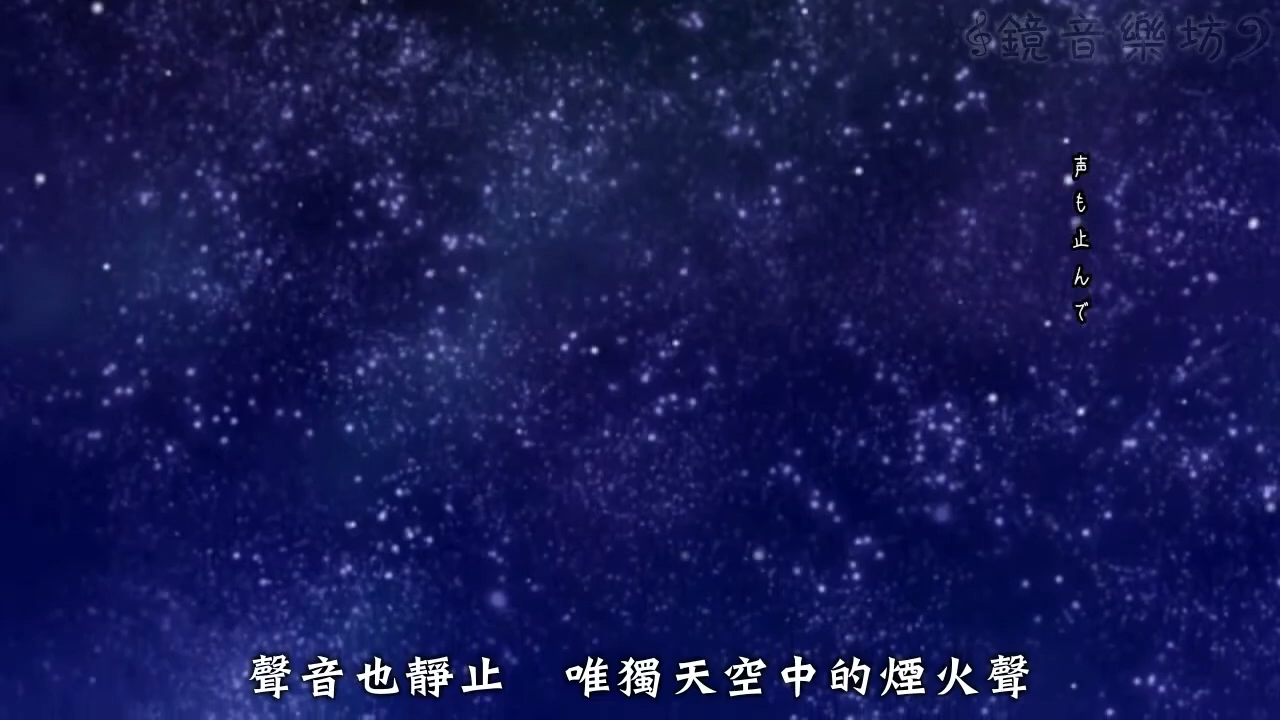 鏡音樂坊
声も止んで
聲音也靜止　唯獨天空中的煙火聲